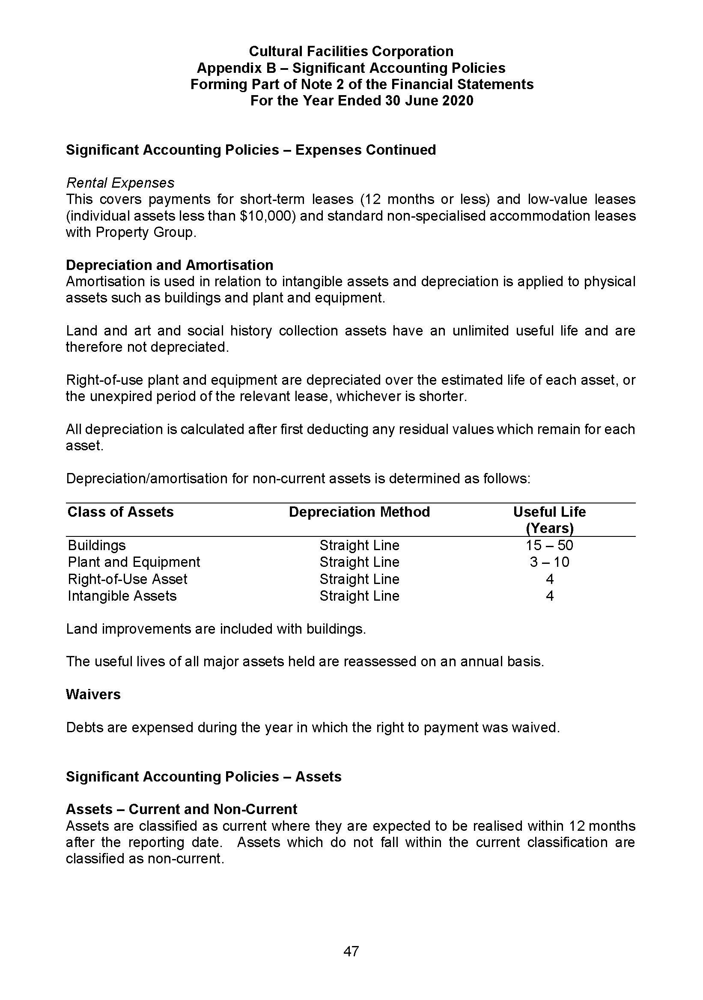 Cultural Facilities Corporation
Appendix B – Significant Accounting Policies
Forming Part of Note 2 of the Financial Statements
For the Year Ended 30 June 2020
Significant Accounting Policies – Expenses Continued
Rental Expenses
This covers payments for short-term leases (12 months or less) and low-value leases
(individual assets less than $10,000) and standard non-specialised accommodation leases
with Property Group.
Depreciation and Amortisation
Amortisation is used in relation to intangible assets and depreciation is applied to physical
assets such as buildings and plant and equipment.
Land and art and social history collection assets have an unlimited useful life and are
therefore not depreciated.
Right-of-use plant and equipment are depreciated over the estimated life of each asset, or
the unexpired period of the relevant lease, whichever is shorter.
All depreciation is calculated after first deducting any residual values which remain for each
asset.
Depreciation/amortisation for non-current assets is determined as follows:
Class of Assets Depreciation Method Useful Life
(Years)
Buildings Straight Line 15 – 50
Plant and Equipment Straight Line 3 – 10
Right-of-Use Asset Straight Line 4
Intangible Assets Straight Line 4
Land improvements are included with buildings.
The useful lives of all major assets held are reassessed on an annual basis.
Waivers
Debts are expensed during the year in which the right to payment was waived.
Significant Accounting Policies – Assets
Assets – Current and Non-Current
Assets are classified as current where they are expected to be realised within 12 months
after the reporting date. Assets which do not fall within the current classification are
classified as non-current.
47